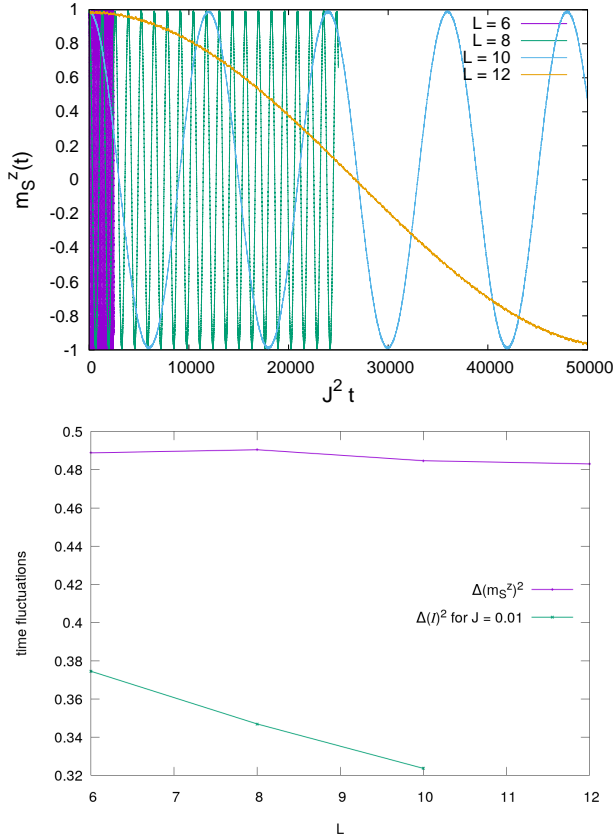 1
0.8
0.6
0.4
0.2
0
-0.2
-0.4
-0.6
-0.8
-1
m_S^z(t)
L = 6
L = 8
L = 10
L = 12
0 10000 20000 30000 40000 50000
J^2 t
0.5
0.48
0.46
0.44
0.42
0.4
0.38
0.36
0.34
0.32
time fluctuations
Δ(m_S^z)^2
Δ(I)^2 for J = 0.01
6 7 8 9 10 11 12
L